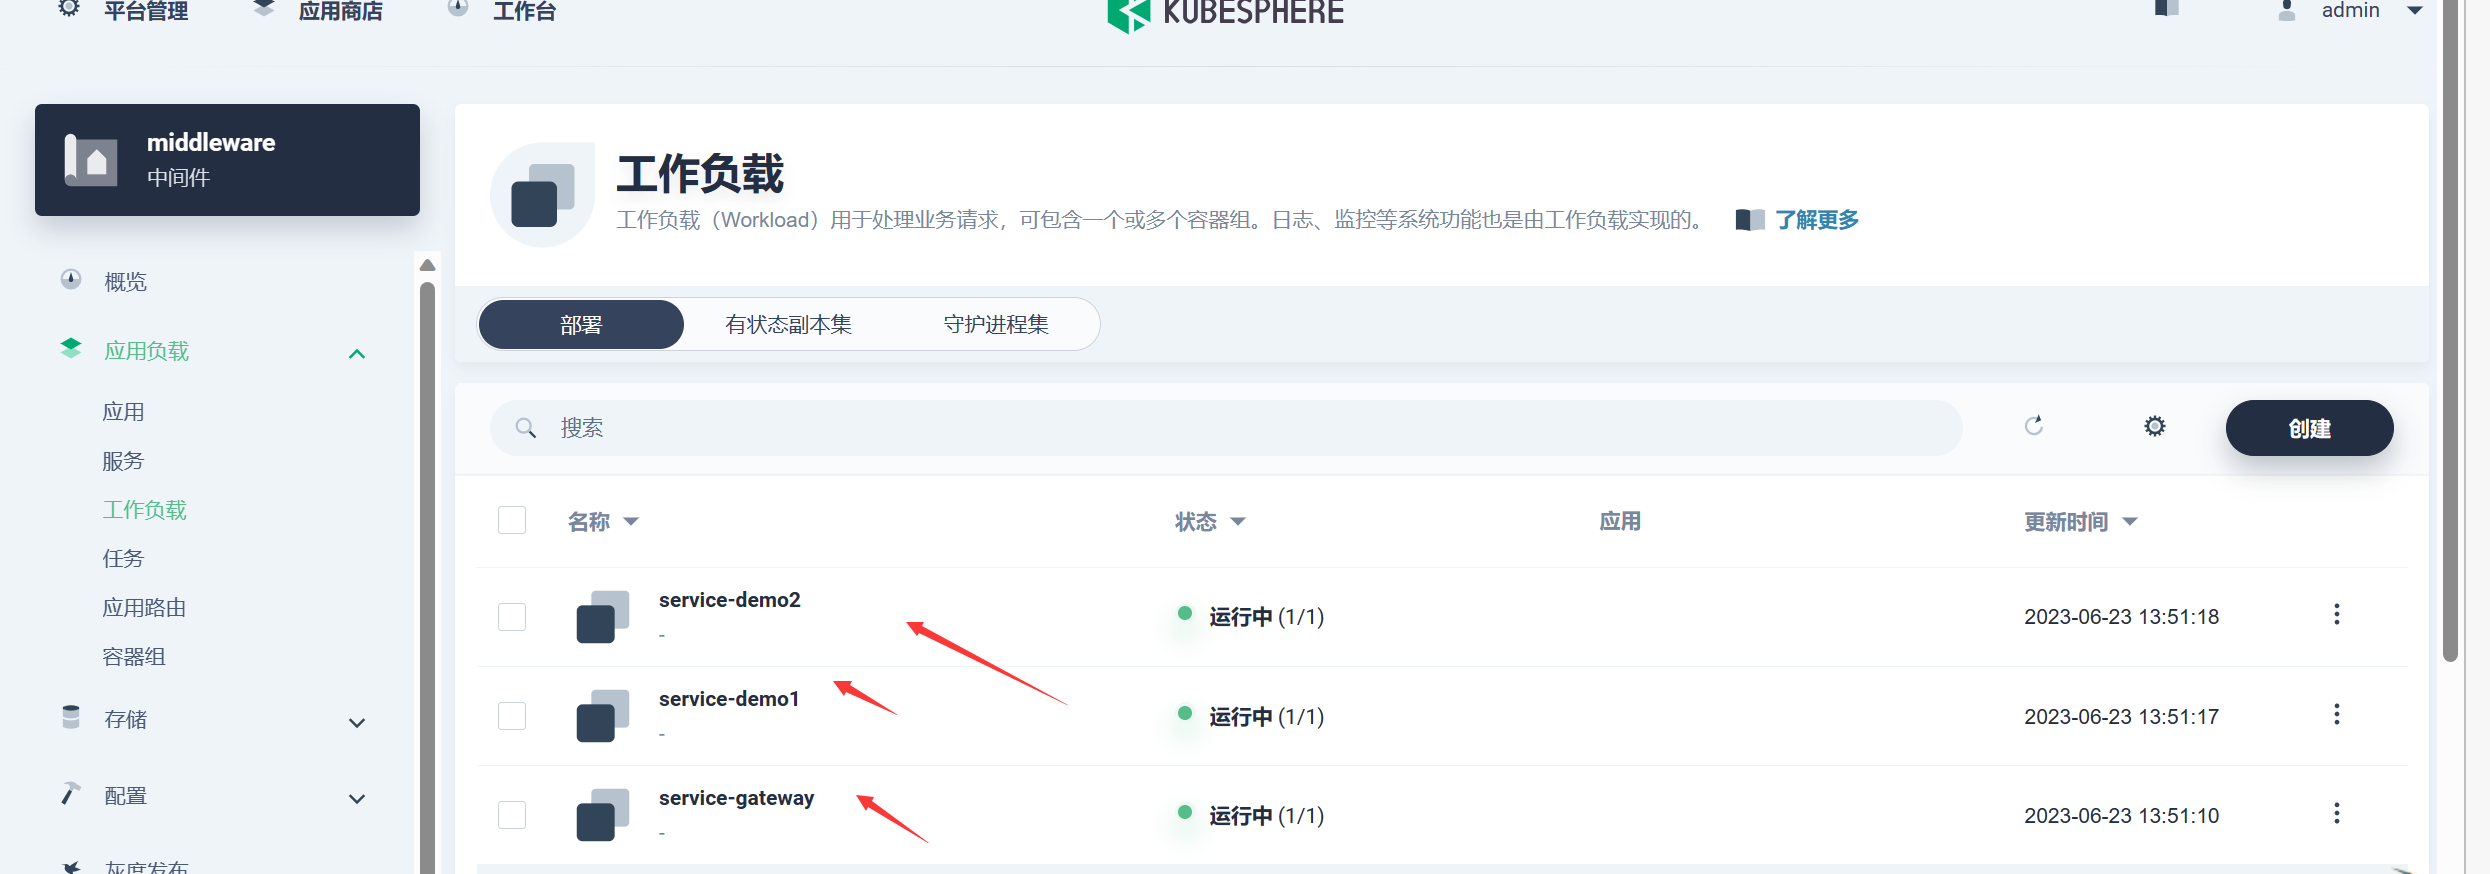 平台管理
应用商店
工作台
KUBESPHERE
admin
middleware
中间件
概览
应用负载
应用
服务
工作负载
任务
应用路由
容器组
存储
配置
灰度发布
工作负载
工作负载（Workload）用于处理业务请求，可包含一个或多个容器组。日志、监控等系统功能也是由工作负载实现的。 了解更多
部署 有状态副本集 守护进程集
搜索
创建
名称 状态 应用 更新时间
service-demo2
-
运行中 (1/1)
2023-06-23 13:51:18
service-demo1
-
运行中 (1/1)
2023-06-23 13:51:17
service-gateway
-
运行中 (1/1)
2023-06-23 13:51:10